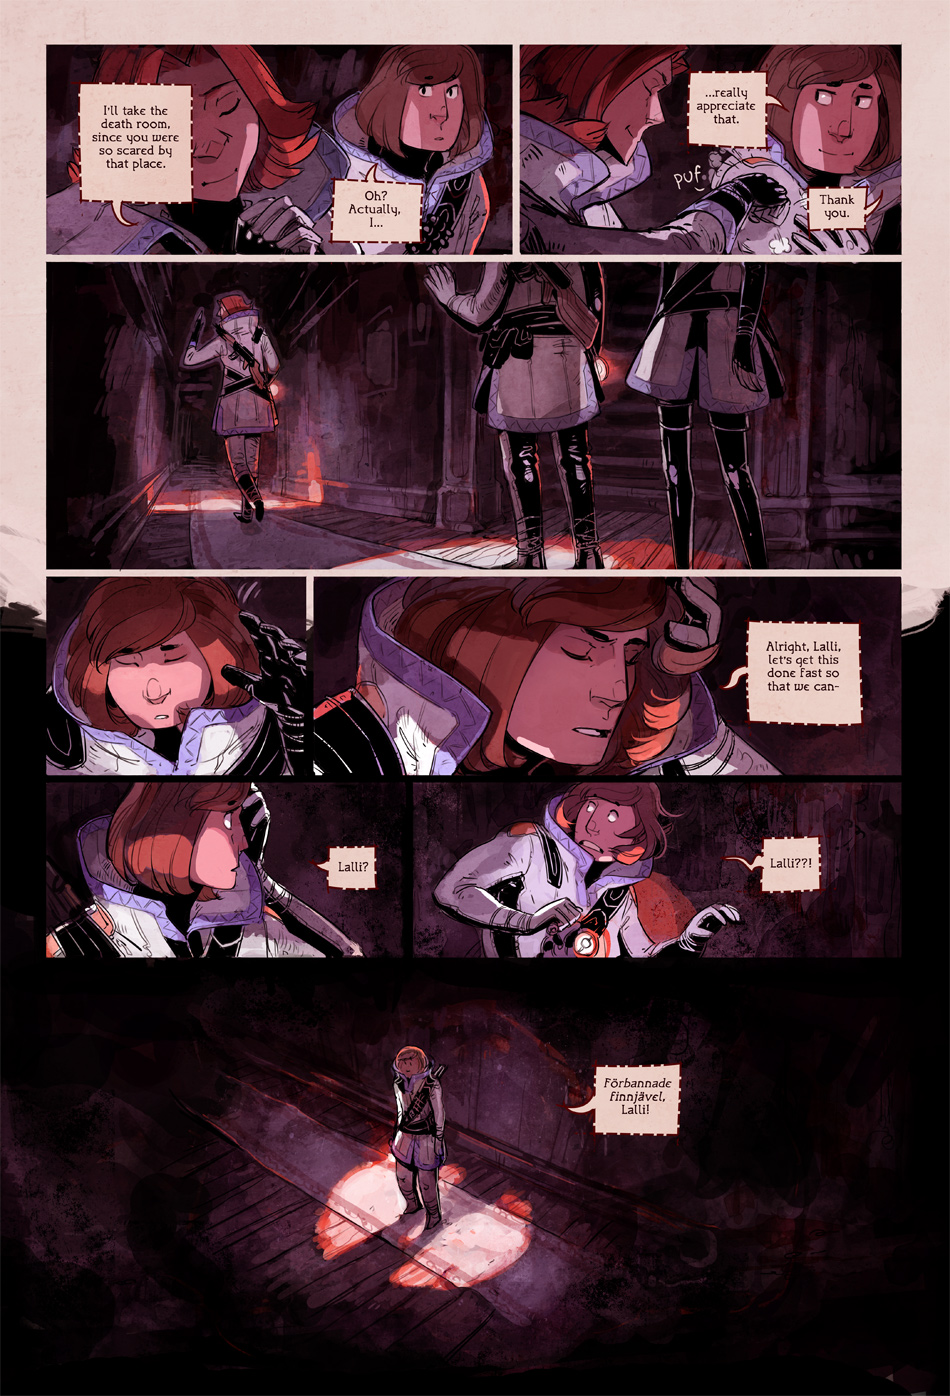 I'll take the
death room,
since you were
so scared by
that place.
Oh?
Actually,
I...
...really
appreciate
that.
puf
Thank
you.
Alright, Lalli,
let's get this
done fast so
that we can-
Lalli?
Lalli??!
Förbannade
finnjävel,
Lalli!